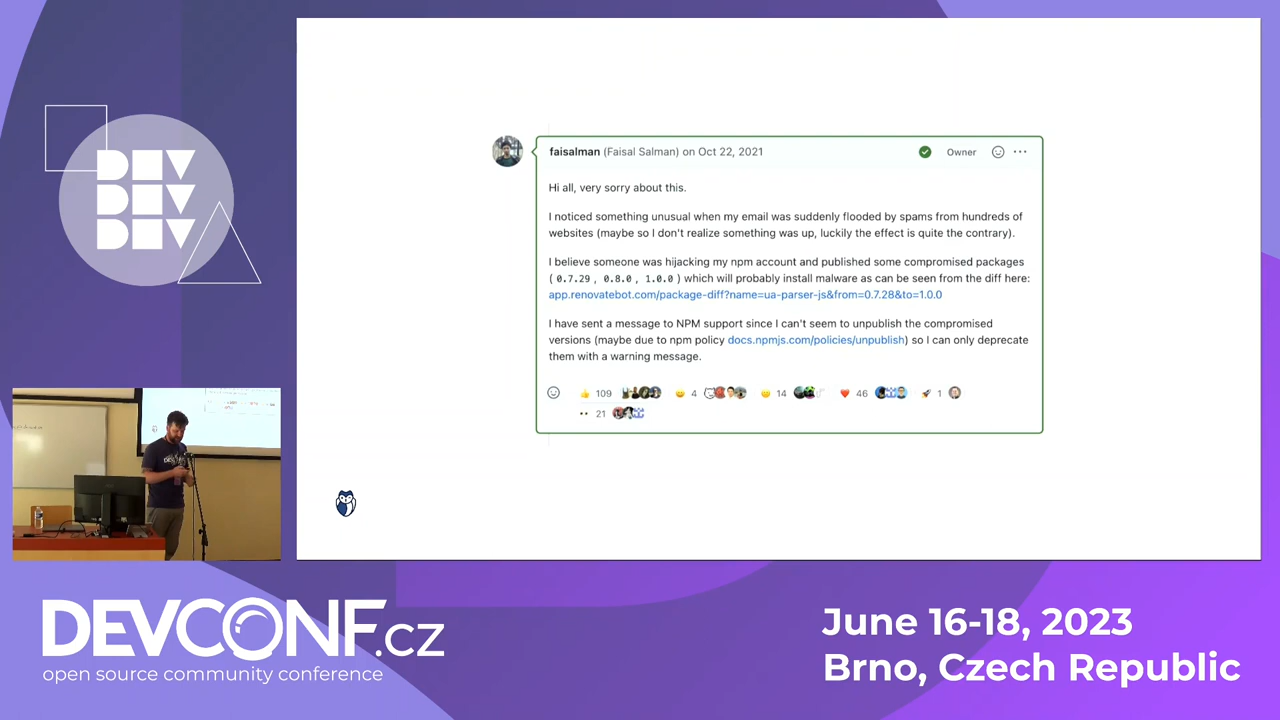 DEV
DEV
DEV
faisalman (Faisal Salman) on Oct 22, 2021
Owner
Hi all, very sorry about this.
I noticed something unusual when my email was suddenly flooded by spams from hundreds of
websites (maybe so I don't realize something was up, luckily the effect is quite the contrary).
I believe someone was hijacking my npm account and published some compromised packages
( 0.7.29 , 0.8.0 , 1.0.0 ) which will probably install malware as can be seen from the diff here:
app.renovatebot.com/package-diff?name=ua-parser-js&from=0.7.28&to=1.0.0
I have sent a message to NPM support since I can't seem to unpublish the compromised
versions (maybe due to npm policy docs.npmjs.com/policies/unpublish) so I can only deprecate
them with a warning message.
109 4 14 46 1
21
DEVCONF.cz
open source community conference
June 16-18, 2023
Brno, Czech Republic